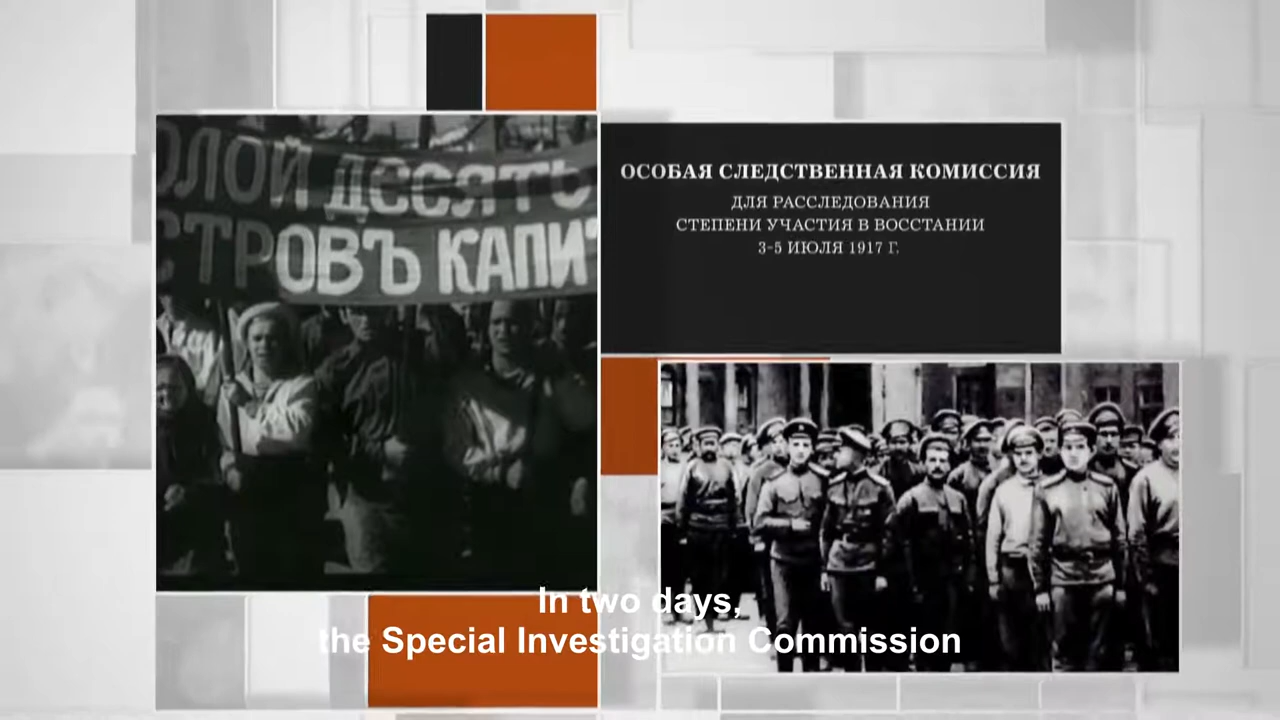 ОЛОЙ ДЕСЯТЬ
СТРОВЪ КАПИТ
ОСОБАЯ СЛЕДСТВЕННАЯ КОМИССИЯ
ДЛЯ РАССЛЕДОВАНИЯ
СТЕПЕНИ УЧАСТИЯ В ВОССТАНИИ
3-5 ИЮЛЯ 1917 Г.
In two days,
the Special Investigation Commission